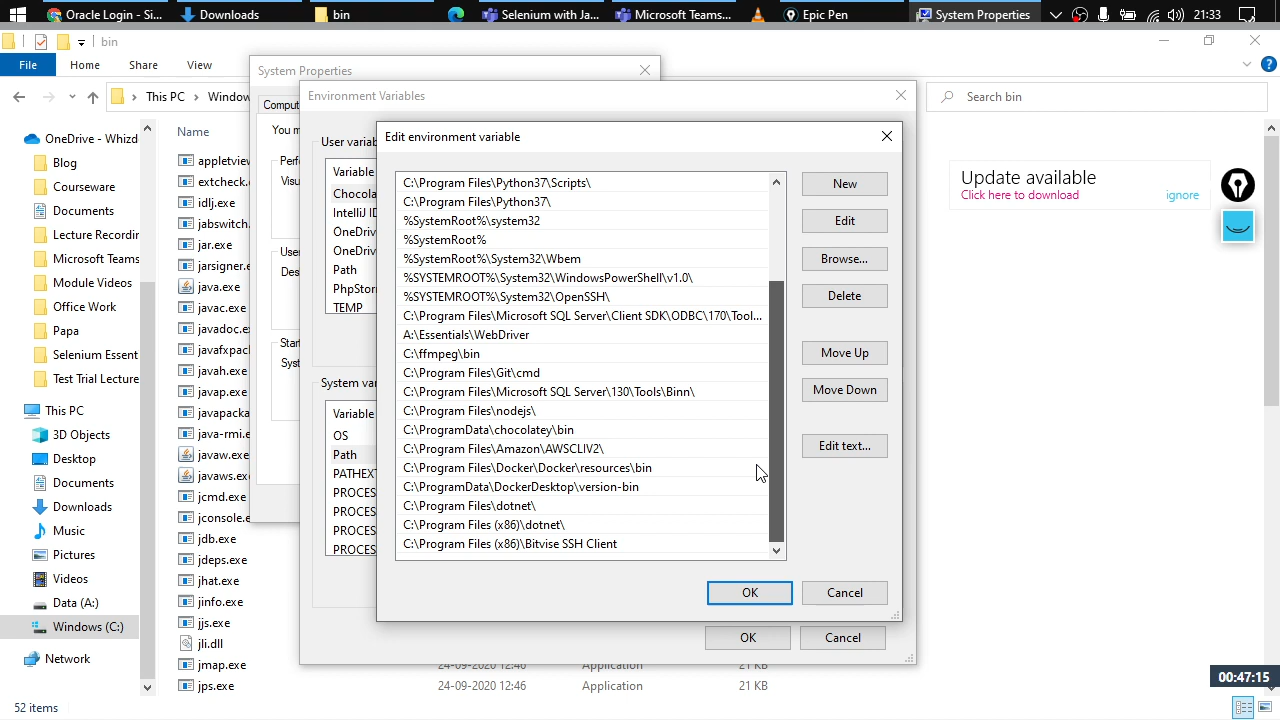 Oracle Login - Si...
Downloads
bin
Selenium with Ja...
Microsoft Teams...
Epic Pen
System Properties
21:33
bin
File
Home
Share
View
This PC
Window
Search bin
OneDrive - Whizd
Blog
Courseware
Documents
Lecture Recordin
Microsoft Teams
Module Videos
Office Work
Papa
Selenium Essent
Test Trial Lecture
This PC
3D Objects
Desktop
Documents
Downloads
Music
Pictures
Videos
Data (A:)
Windows (C:)
Network
Name
appletview
extcheck.
idlj.exe
jabswitch.
jar.exe
jarsigner.e
java.exe
javac.exe
javadoc.e
javafxpac
javah.exe
javap.exe
javapacka
java-rmi.e
javaw.exe
javaws.ex
jcmd.exe
jconsole.e
jdb.exe
jdeps.exe
jhat.exe
jinfo.exe
jjs.exe
jli.dll
jmap.exe
24-09-2020 12:46
Application
21 KB
jps.exe
24-09-2020 12:46
Application
21 KB
52 items
System Properties
Comput
You m
Perf
Visu
User
Des
Start
Syst
Environment Variables
User variab
Variable
Chocola
IntelliJ ID
OneDriv
OneDriv
Path
PhpStor
TEMP
System var
Variable
OS
Path
PATHEXT
PROCES
PROCES
PROCES
PROCES
OK
Cancel
Edit environment variable
C:\Program Files\Python37\Scripts\
C:\Program Files\Python37\
%SystemRoot%\system32
%SystemRoot%
%SystemRoot%\System32\Wbem
%SYSTEMROOT%\System32\WindowsPowerShell\v1.0\
%SYSTEMROOT%\System32\OpenSSH\
C:\Program Files\Microsoft SQL Server\Client SDK\ODBC\170\Tool...
A:\Essentials\WebDriver
C:\ffmpeg\bin
C:\Program Files\Git\cmd
C:\Program Files\Microsoft SQL Server\130\Tools\Binn\
C:\Program Files\nodejs\
C:\ProgramData\chocolatey\bin
C:\Program Files\Amazon\AWSCLIV2\
C:\Program Files\Docker\Docker\resources\bin
C:\ProgramData\DockerDesktop\version-bin
C:\Program Files\dotnet\
C:\Program Files (x86)\dotnet\
C:\Program Files (x86)\Bitvise SSH Client
New
Edit
Browse...
Delete
Move Up
Move Down
Edit text...
OK
Cancel
Update available
Click here to download
ignore
00:47:15